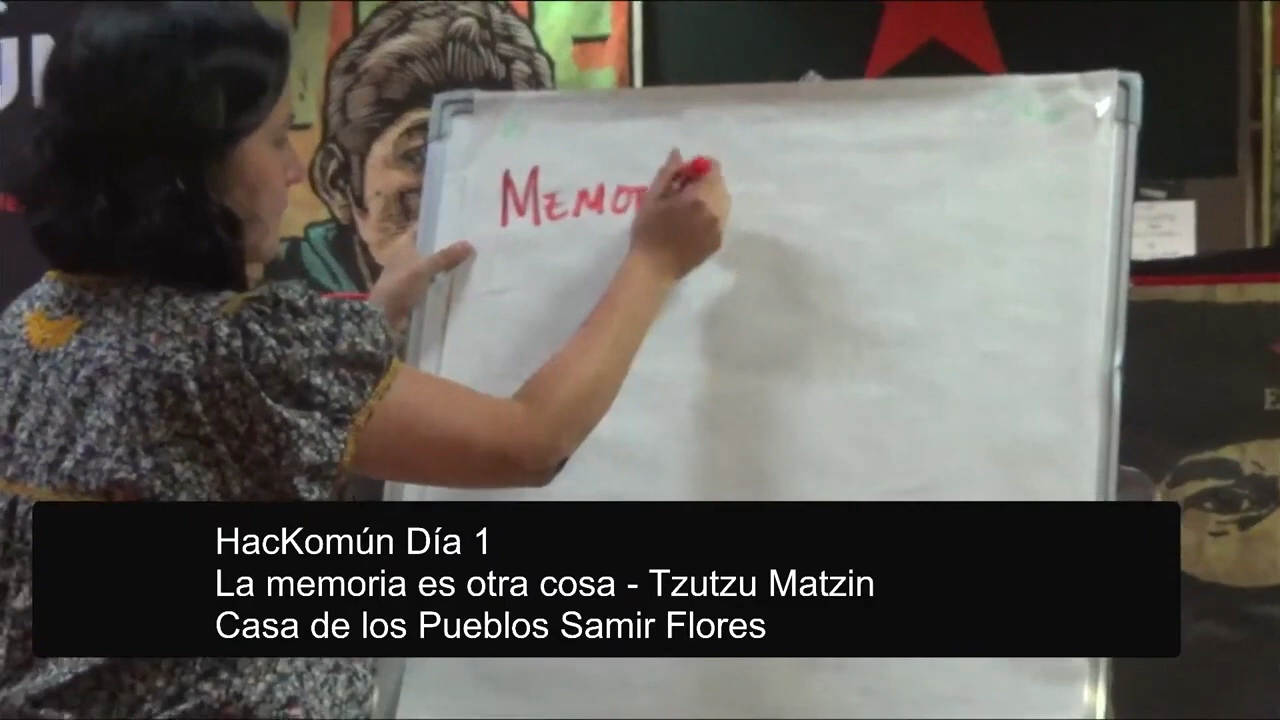 MEMO
HacKomún Día 1
La memoria es otra cosa - Tzutzu Matzin
Casa de los Pueblos Samir Flores